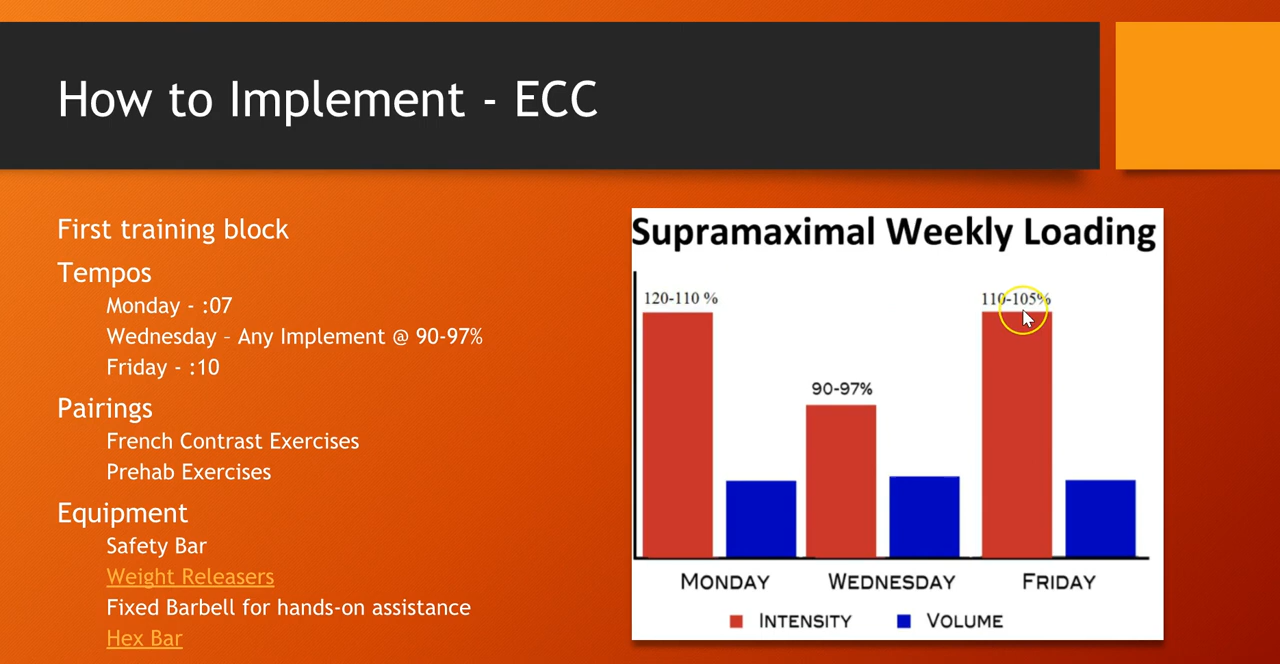 How to Implement - ECC
First training block
Tempos
Monday - :07
Wednesday – Any Implement @ 90-97%
Friday - :10
Pairings
French Contrast Exercises
Prehab Exercises
Equipment
Safety Bar
Weight Releasers
Fixed Barbell for hands-on assistance
Hex Bar
Supramaximal Weekly Loading
120-110 %
110-105%
90-97%
MONDAY WEDNESDAY FRIDAY
INTENSITY VOLUME